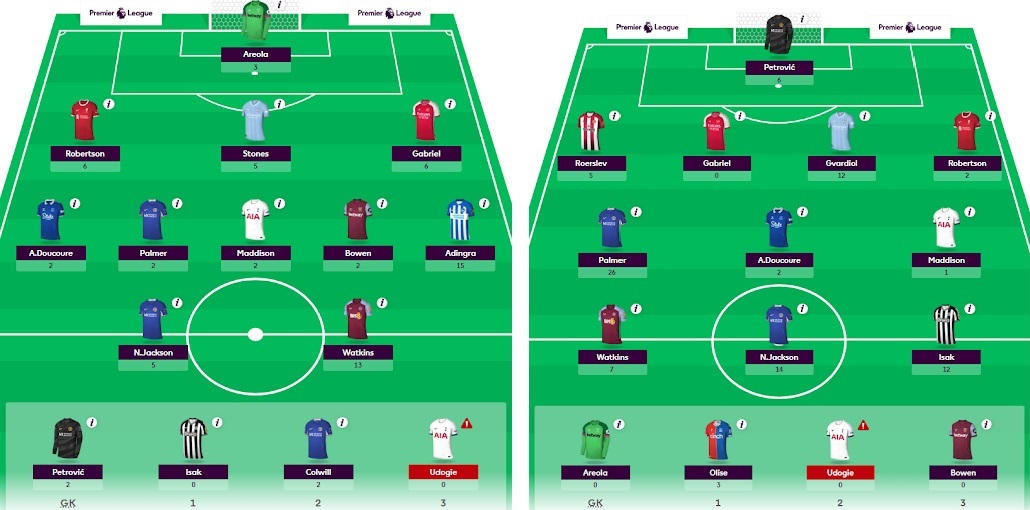 Premier League Premier League
Areola
3
Robertson Stones Gabriel
6 5 6
A.Doucoure Palmer Maddison Bowen Adingra
2 2 2 2 15
N.Jackson Watkins
5 13
Petrović Isak Colwill Udogie
2 0 2 0
GK 1 2 3
Premier League Premier League
Petrović
6
Roerslev Gabriel Gvardiol Robertson
5 0 12 2
Palmer A.Doucoure Maddison
26 2 1
Watkins N.Jackson Isak
7 14 12
Areola Olise Udogie Bowen
0 3 0 0
GK 1 2 3